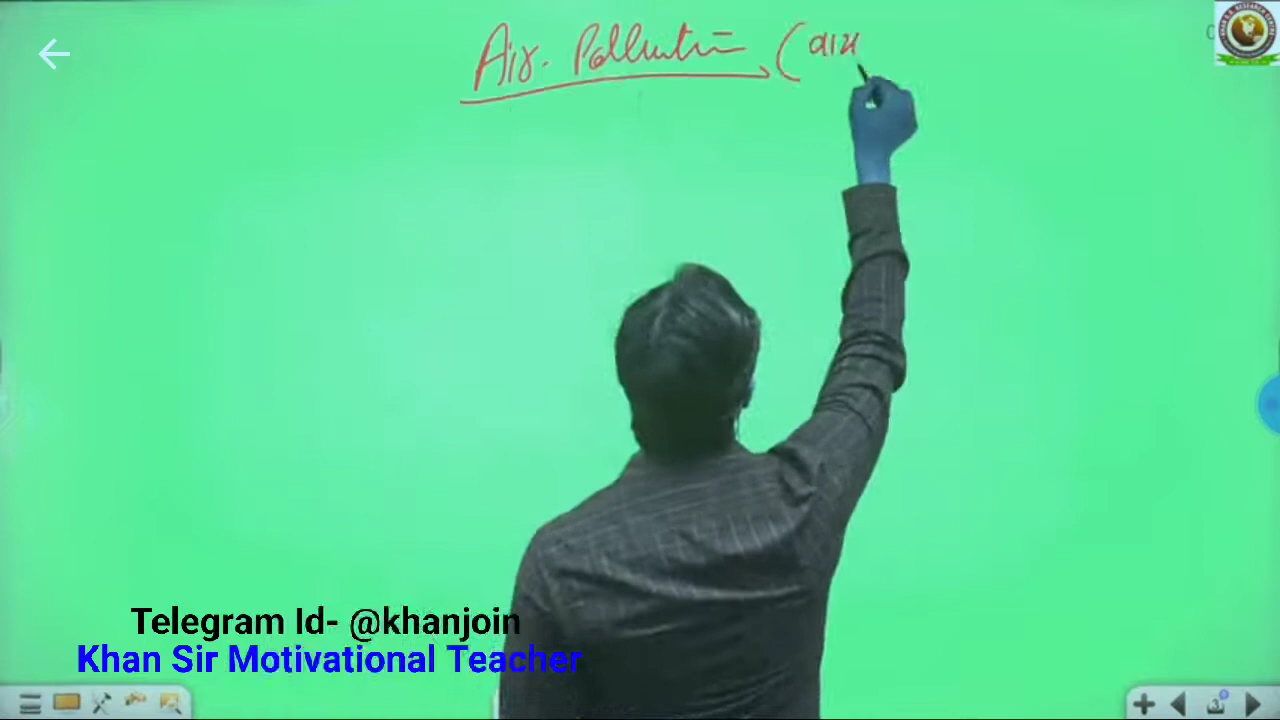 Air. Pollution (
Telegram Id- @khanjoin
Khan Sir Motivational Teacher